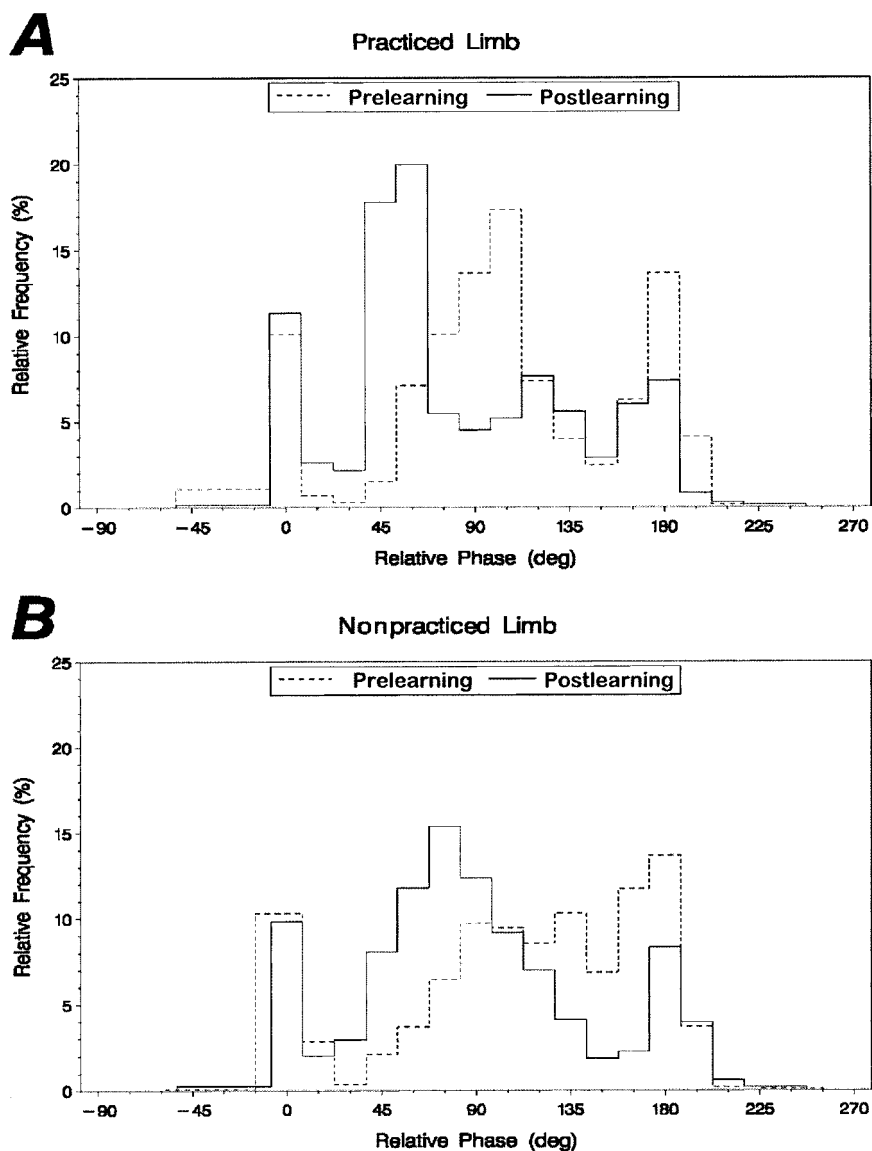 A
Practiced Limb
Prelearning Postlearning
25
20
15
10
5
0
Relative Frequency (%)
−90 −45 0 45 90 135 180 225 270
Relative Phase (deg)
B
Nonpracticed Limb
Prelearning Postlearning
25
20
15
10
5
0
Relative Frequency (%)
−90 −45 0 45 90 135 180 225 270
Relative Phase (deg)